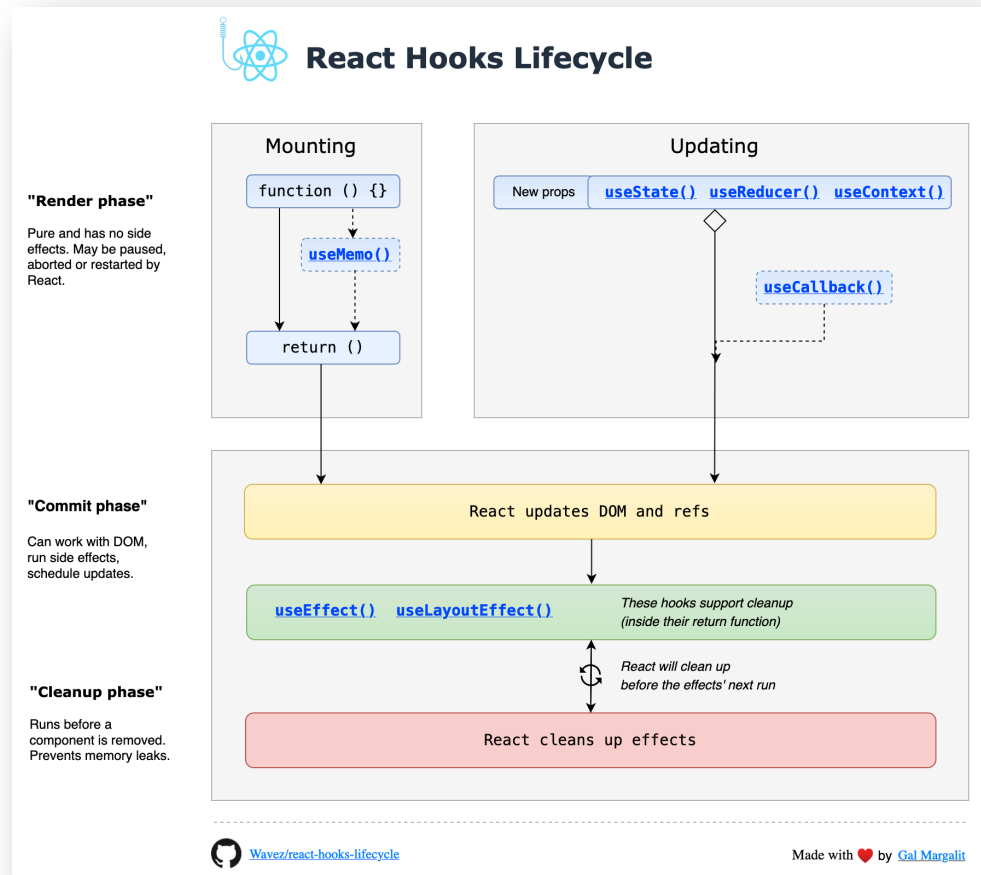 React Hooks Lifecycle
Mounting
Updating
"Render phase"
Pure and has no side
effects. May be paused,
aborted or restarted by
React.
function () {}
useMemo()
return ()
New props
useState() useReducer() useContext()
useCallback()
"Commit phase"
Can work with DOM,
run side effects,
schedule updates.
React updates DOM and refs
useEffect() useLayoutEffect()
These hooks support cleanup
(inside their return function)
React will clean up
before the effects' next run
"Cleanup phase"
Runs before a
component is removed.
Prevents memory leaks.
React cleans up effects
Wavez/react-hooks-lifecycle
Made with ❤ by Gal Margalit